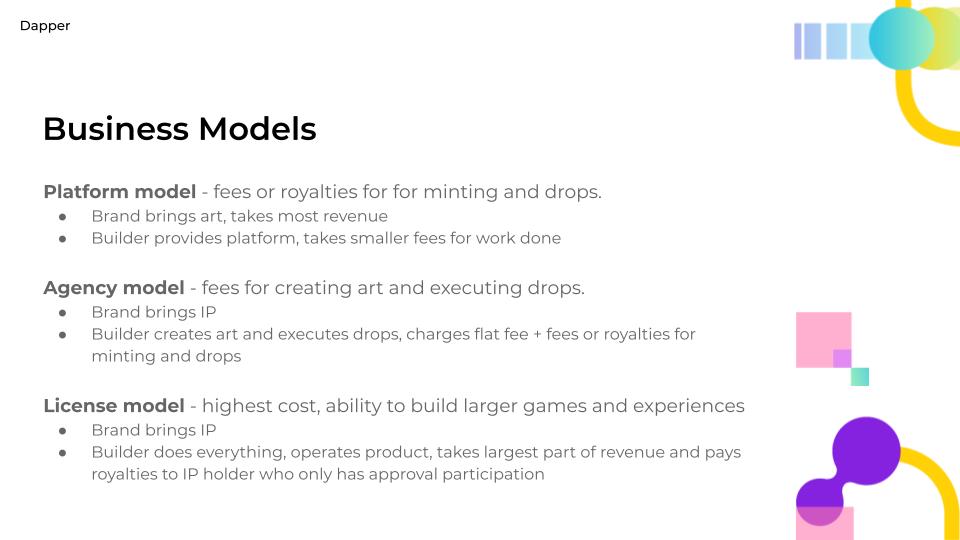 Dapper
Business Models
Platform model - fees or royalties for for minting and drops.
● Brand brings art, takes most revenue
● Builder provides platform, takes smaller fees for work done
Agency model - fees for creating art and executing drops.
● Brand brings IP
● Builder creates art and executes drops, charges flat fee + fees or royalties for
minting and drops
License model - highest cost, ability to build larger games and experiences
● Brand brings IP
● Builder does everything, operates product, takes largest part of revenue and pays
royalties to IP holder who only has approval participation